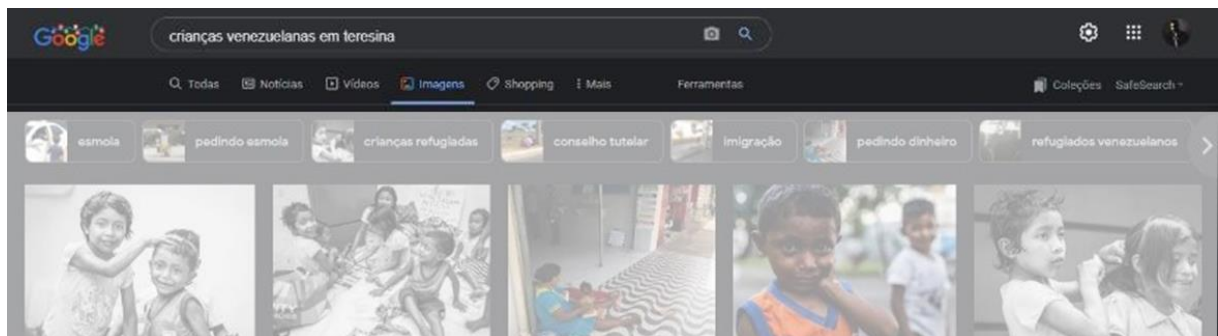 Google crianças venezuelanas em teresina
Todas Notícias Vídeos Imagens Shopping Mais Ferramentas Coleções SafeSearch
esmola pedindo esmola crianças refugiadas conselho tutelar imigração pedindo dinheiro refugiados venezuelanos